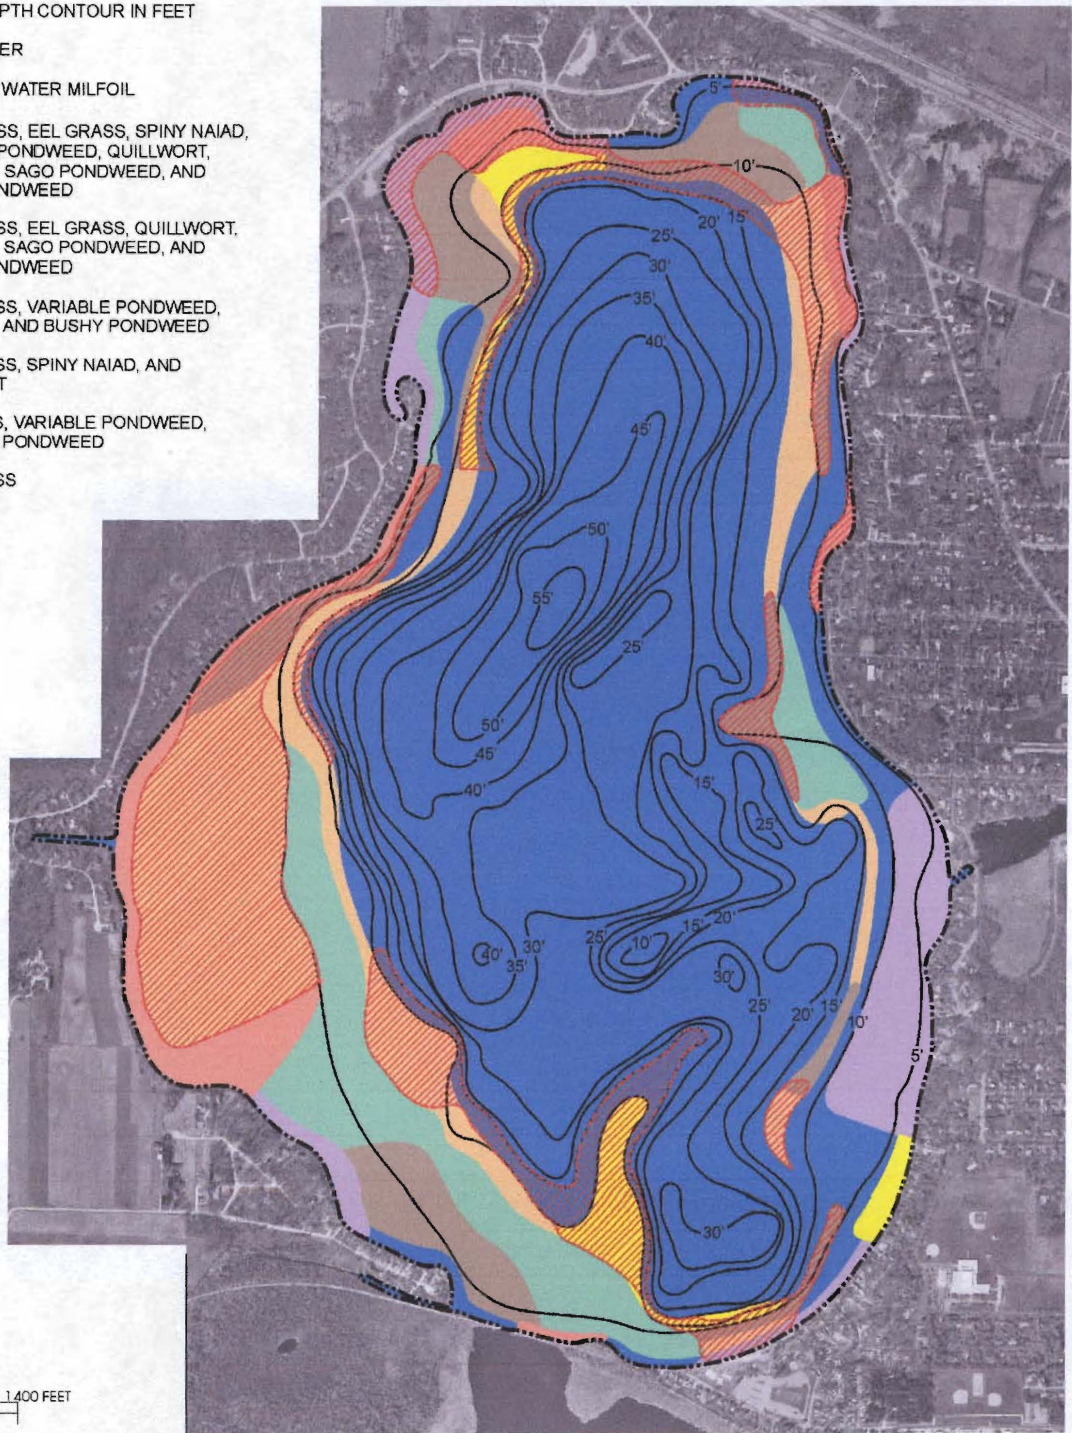 PTH CONTOUR IN FEET
ER
WATER MILFOIL
SS, EEL GRASS, SPINY NAIAD,
PONDWEED, QUILLWORT,
SAGO PONDWEED, AND
NDWEED
SS, EEL GRASS, QUILLWORT,
SAGO PONDWEED, AND
NDWEED
SS, VARIABLE PONDWEED,
AND BUSHY PONDWEED
SS, SPINY NAIAD, AND
T
S, VARIABLE PONDWEED,
PONDWEED
SS
5'
10'
20' 15'
25'
30'
35'
40'
45'
50'
55'
25'
50'
45'
40'
15'
25'
20'
15'
25' 10'
30'
40'
35'
30'
25'
20' 15'
10'
5'
30'
1400 FEET